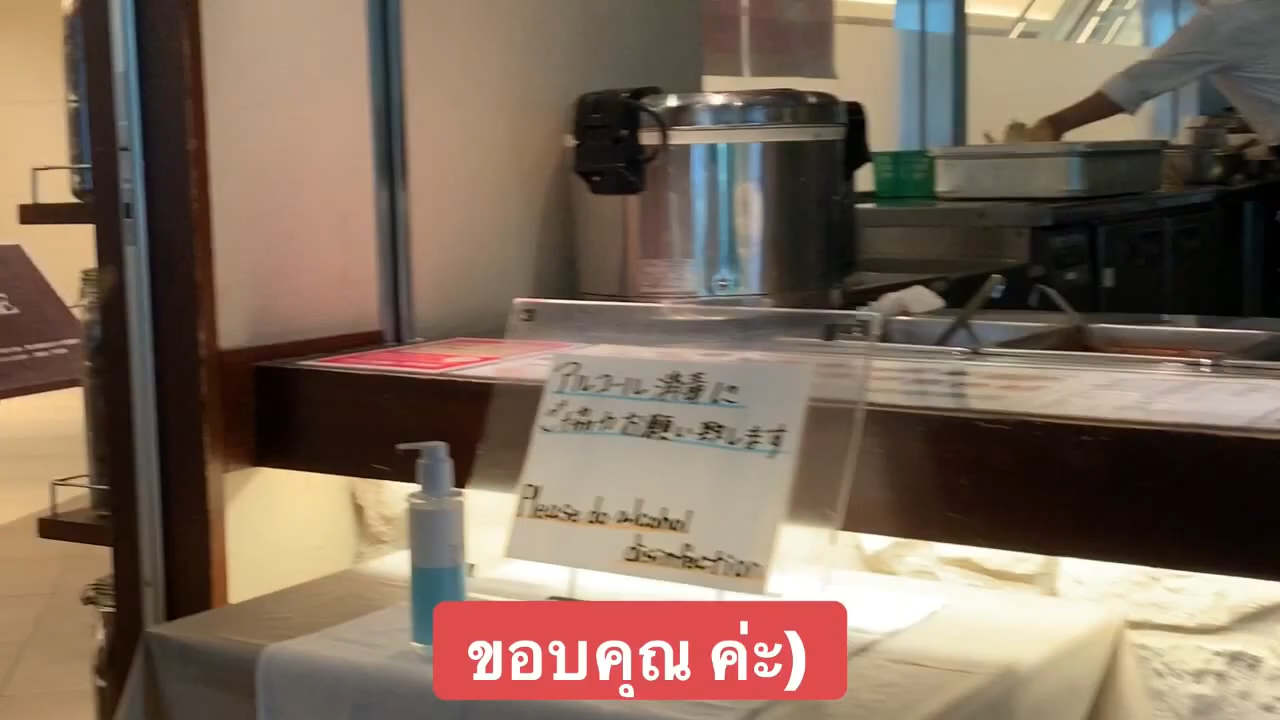 アルコール消毒に
ご協力お願い致します
Please do alcohol
disinfection
ขอบคุณ ค่ะ)